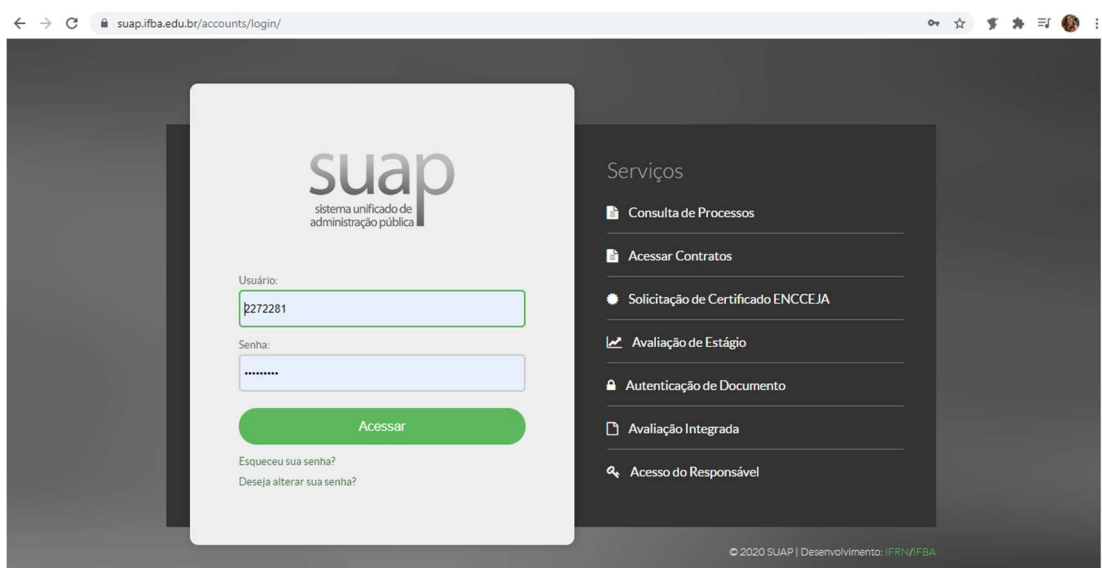 suap.ifba.edu.br/accounts/login/
suap
sistema unificado de
administração pública
Usuário:
2272281
Senha:
•••••••••
Acessar
Esqueceu sua senha?
Deseja alterar sua senha?
Serviços
Consulta de Processos
Acessar Contratos
Solicitação de Certificado ENCCEJA
Avaliação de Estágio
Autenticação de Documento
Avaliação Integrada
Acesso do Responsável
© 2020 SUAP | Desenvolvimento: IFRN/IFBA